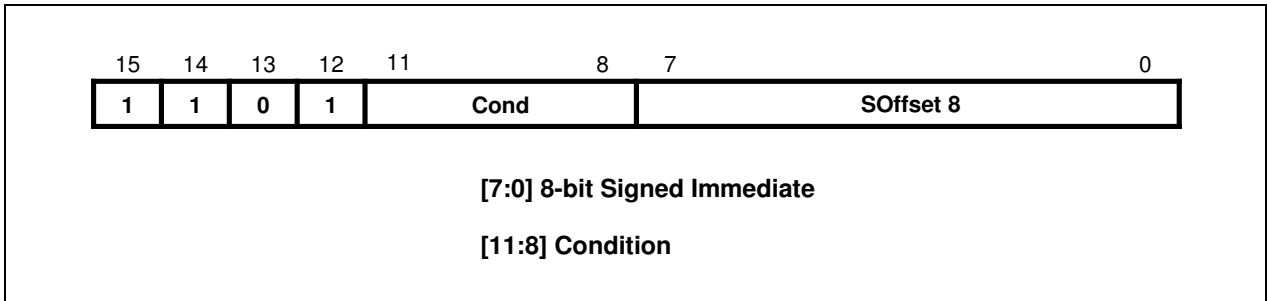 15 14 13 12 11 8 7 0
1 1 0 1 Cond SOffset 8
[7:0] 8-bit Signed Immediate
[11:8] Condition